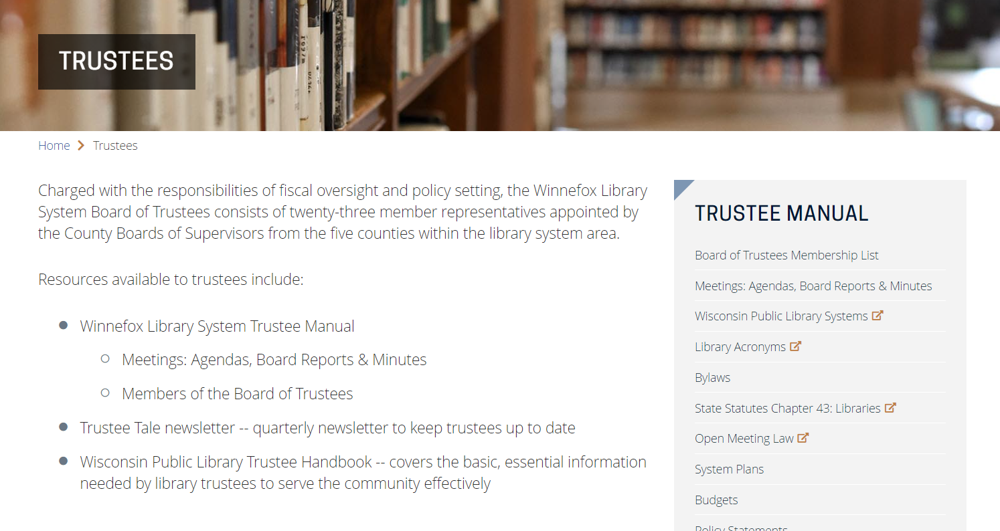 TRUSTEES
Home
Trustees
Charged with the responsibilities of fiscal oversight and policy setting, the Winnefox Library
System Board of Trustees consists of twenty-three member representatives appointed by
the County Boards of Supervisors from the five counties within the library system area.
Resources available to trustees include:
Winnefox Library System Trustee Manual
Meetings: Agendas, Board Reports & Minutes
Members of the Board of Trustees
Trustee Tale newsletter -- quarterly newsletter to keep trustees up to date
Wisconsin Public Library Trustee Handbook -- covers the basic, essential information
needed by library trustees to serve the community effectively
TRUSTEE MANUAL
Board of Trustees Membership List
Meetings: Agendas, Board Reports & Minutes
Wisconsin Public Library Systems
Library Acronyms
Bylaws
State Statutes Chapter 43: Libraries
Open Meeting Law
System Plans
Budgets
Policy Statements